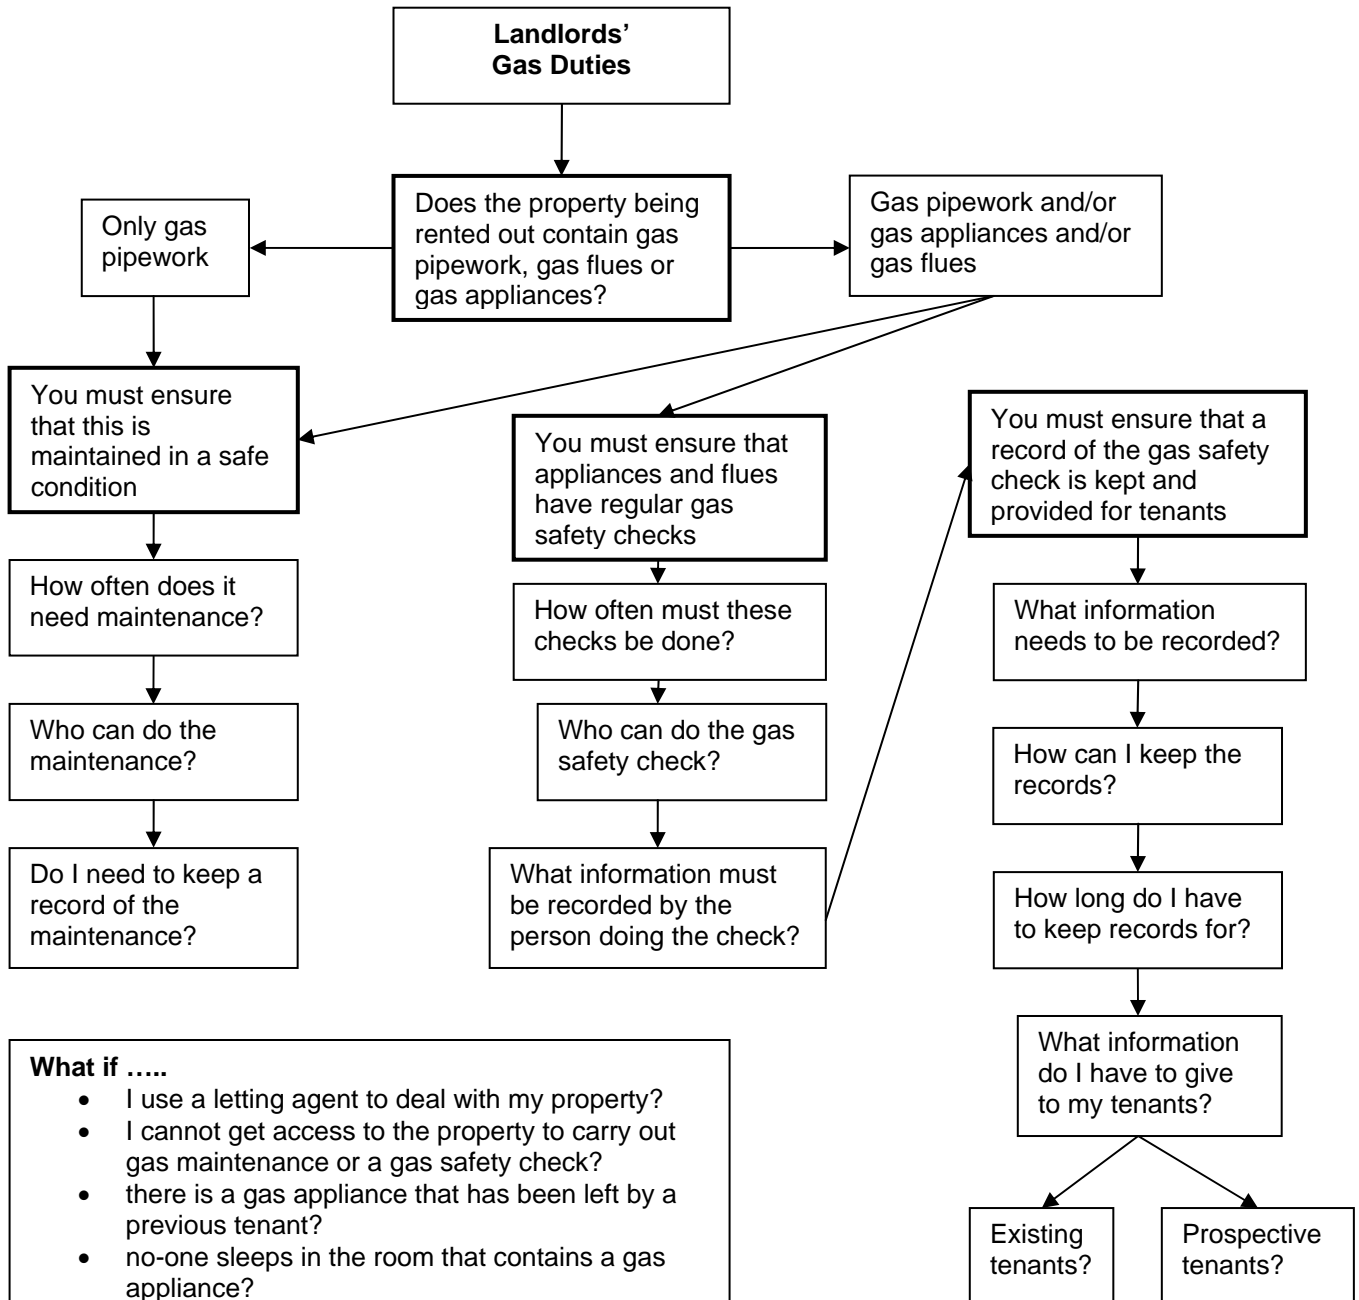 Landlords’
Gas Duties
Only gas
pipework
Does the property being
rented out contain gas
pipework, gas flues or
gas appliances?
Gas pipework and/or
gas appliances and/or
gas flues
You must ensure
that this is
maintained in a safe
condition
You must ensure that
appliances and flues
have regular gas
safety checks
You must ensure that a
record of the gas safety
check is kept and
provided for tenants
How often does it
need maintenance?
How often must these
checks be done?
What information
needs to be recorded?
Who can do the
maintenance?
Who can do the gas
safety check?
How can I keep the
records?
Do I need to keep a
record of the
maintenance?
What information must
be recorded by the
person doing the check?
How long do I have
to keep records for?
What information
do I have to give
to my tenants?
Existing
tenants?
Prospective
tenants?
What if …..
• I use a letting agent to deal with my property?
• I cannot get access to the property to carry out
gas maintenance or a gas safety check?
• there is a gas appliance that has been left by a
previous tenant?
• no-one sleeps in the room that contains a gas
appliance?